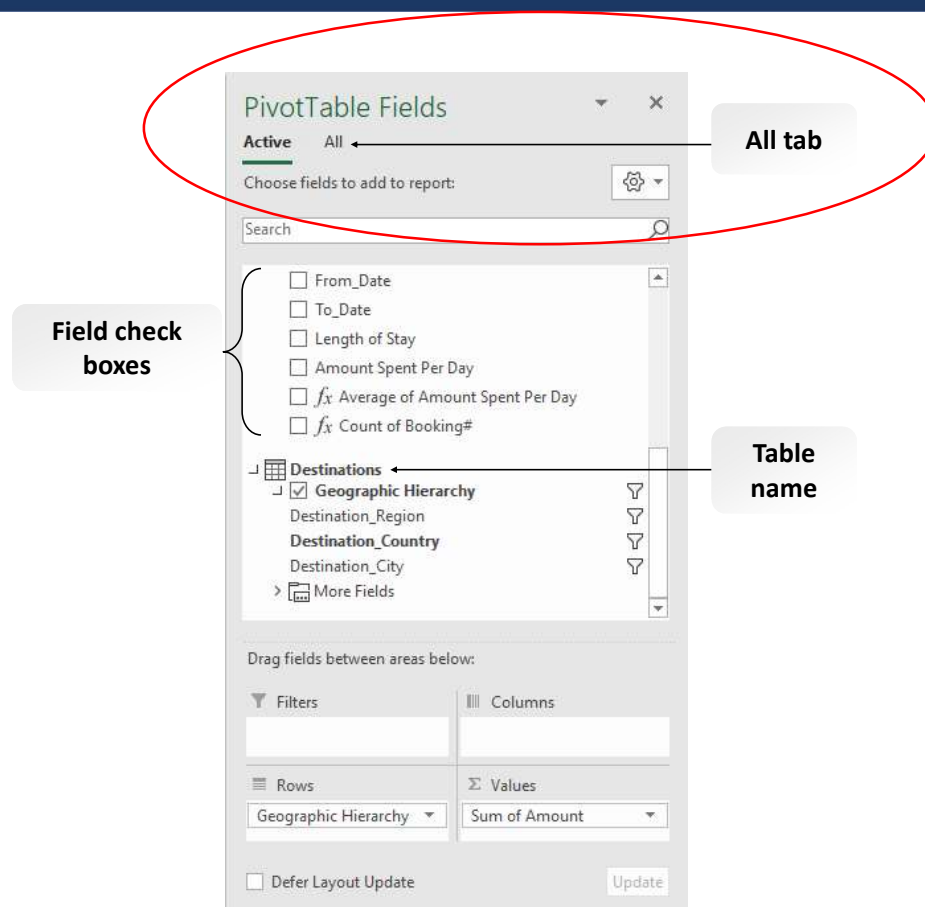 PivotTable Fields
Active All
All tab
Choose fields to add to report:
Search
From_Date
To_Date
Length of Stay
Amount Spent Per Day
fx Average of Amount Spent Per Day
fx Count of Booking#
Field check
boxes
Destinations
Geographic Hierarchy
Destination_Region
Destination_Country
Destination_City
More Fields
Table
name
Drag fields between areas below:
Filters
Columns
Rows
Σ Values
Geographic Hierarchy
Sum of Amount
Defer Layout Update
Update